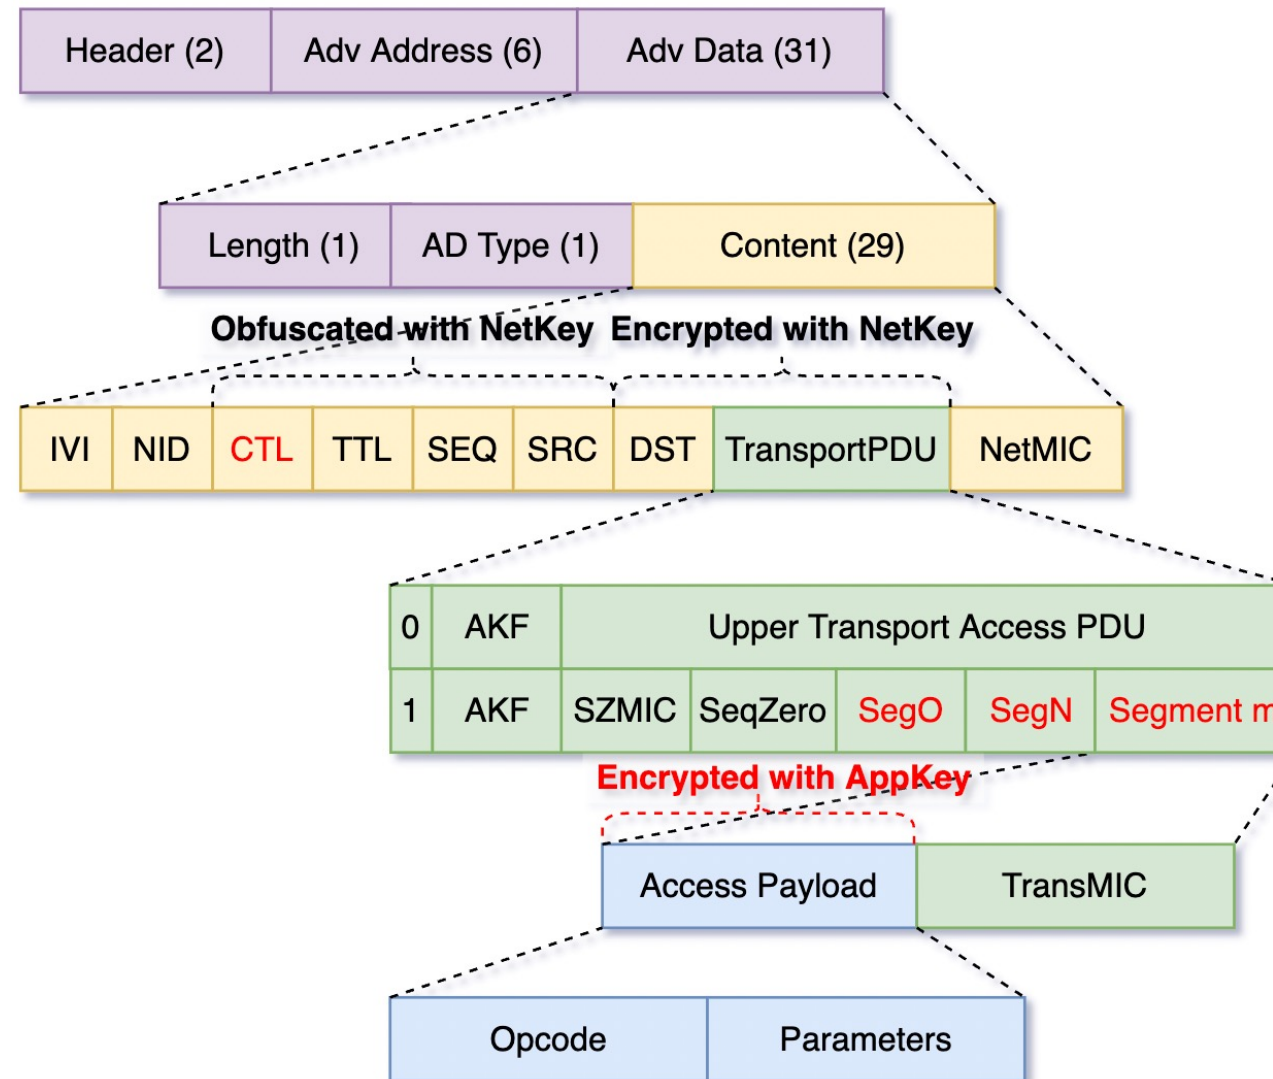 Header (2) Adv Address (6) Adv Data (31)
Length (1) AD Type (1) Content (29)
Obfuscated with NetKey Encrypted with NetKey
IVI NID CTL TTL SEQ SRC DST TransportPDU NetMIC
0 AKF Upper Transport Access PDU
1 AKF SZMIC SeqZero SegO SegN Segment m
Encrypted with AppKey
Access Payload TransMIC
Opcode Parameters